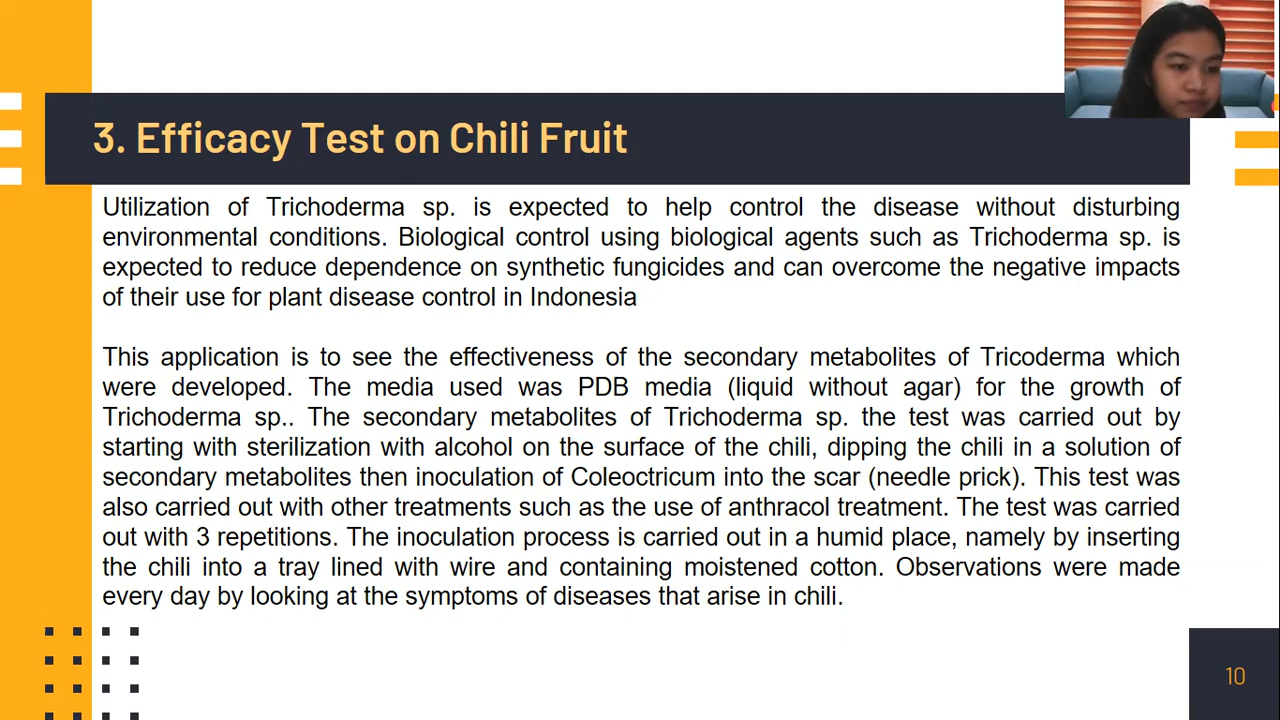 3. Efficacy Test on Chili Fruit
Utilization of Trichoderma sp. is expected to help control the disease without disturbing
environmental conditions. Biological control using biological agents such as Trichoderma sp. is
expected to reduce dependence on synthetic fungicides and can overcome the negative impacts
of their use for plant disease control in Indonesia
This application is to see the effectiveness of the secondary metabolites of Tricoderma which
were developed. The media used was PDB media (liquid without agar) for the growth of
Trichoderma sp.. The secondary metabolites of Trichoderma sp. the test was carried out by
starting with sterilization with alcohol on the surface of the chili, dipping the chili in a solution of
secondary metabolites then inoculation of Coleoctricum into the scar (needle prick). This test was
also carried out with other treatments such as the use of anthracol treatment. The test was carried
out with 3 repetitions. The inoculation process is carried out in a humid place, namely by inserting
the chili into a tray lined with wire and containing moistened cotton. Observations were made
every day by looking at the symptoms of diseases that arise in chili.
10